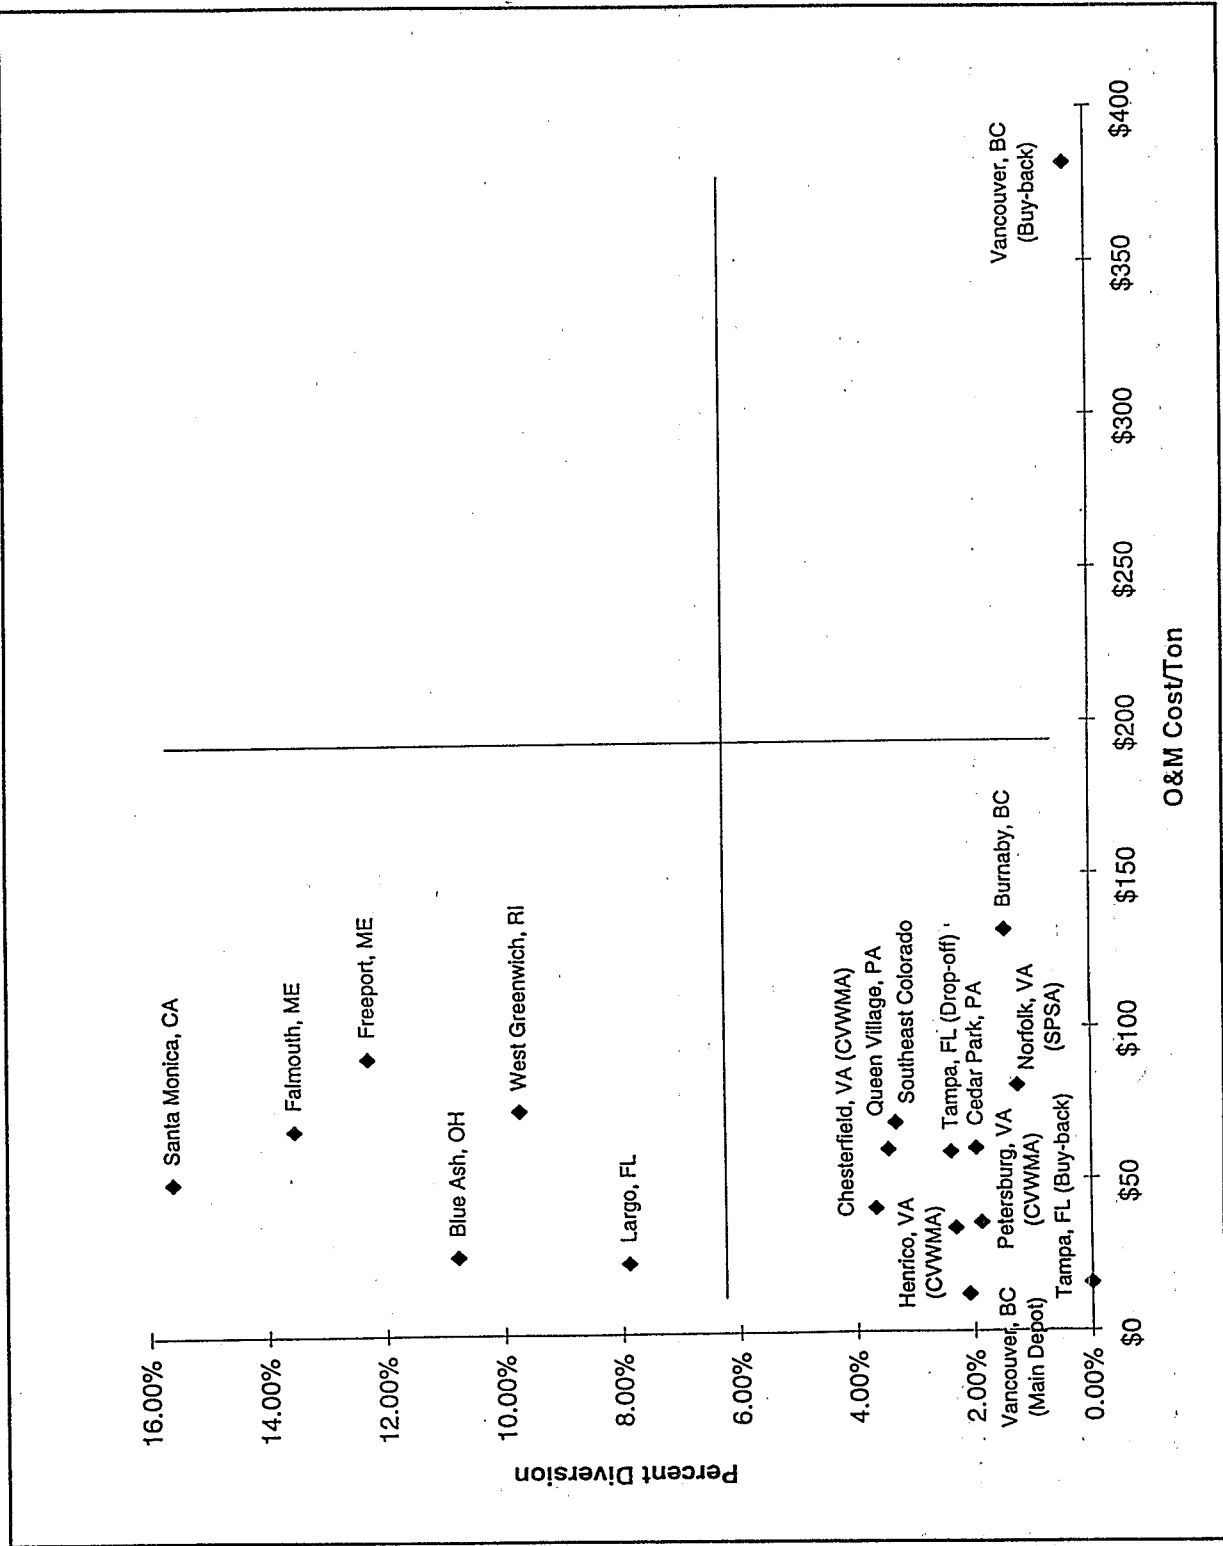 16.00%
14.00%
12.00%
10.00%
8.00%
6.00%
4.00%
2.00%
0.00%
Percent Diversion
Santa Monica, CA
Falmouth, ME
Freeport, ME
Blue Ash, OH
West Greenwich, RI
Largo, FL
Chesterfield, VA (CVWMA)
Queen Village, PA
Southeast Colorado
Henrico, VA
(CVWMA)
Tampa, FL (Drop-off)
Cedar Park, PA
Vancouver, BC
(Main Depot)
Petersburg, VA
(CVWMA)
Norfolk, VA
(SPSA)
Tampa, FL (Buy-back)
Burnaby, BC
Vancouver, BC
(Buy-back)
$0
$50
$100
$150
$200
$250
$300
$350
$400
O&M Cost/Ton